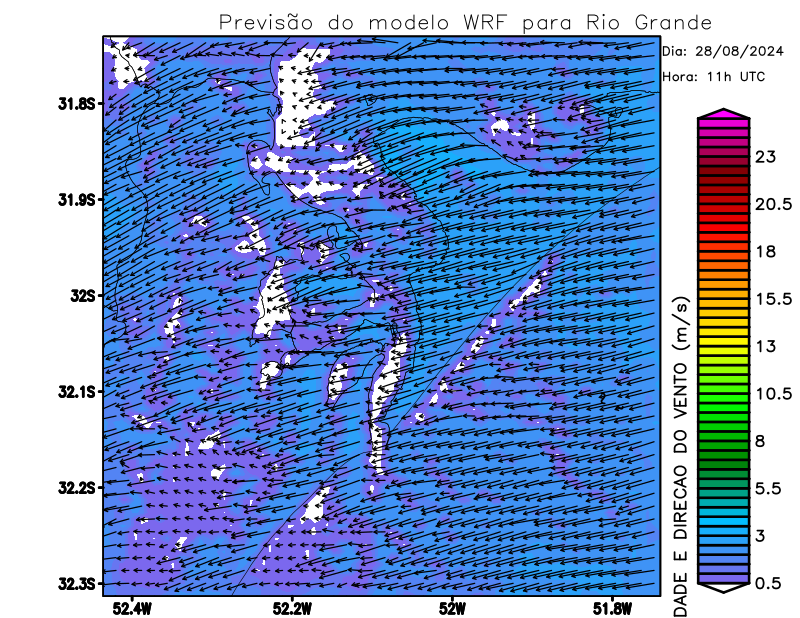 Previsão do modelo WRF para Rio Grande
Dia: 28/08/2024
Hora: 11h UTC
31.8S
31.9S
32S
32.1S
32.2S
32.3S
52.4W
52.2W
52W
51.8W
DADE E DIRECAO DO VENTO (m/s)
23
20.5
18
15.5
13
10.5
8
5.5
3
0.5